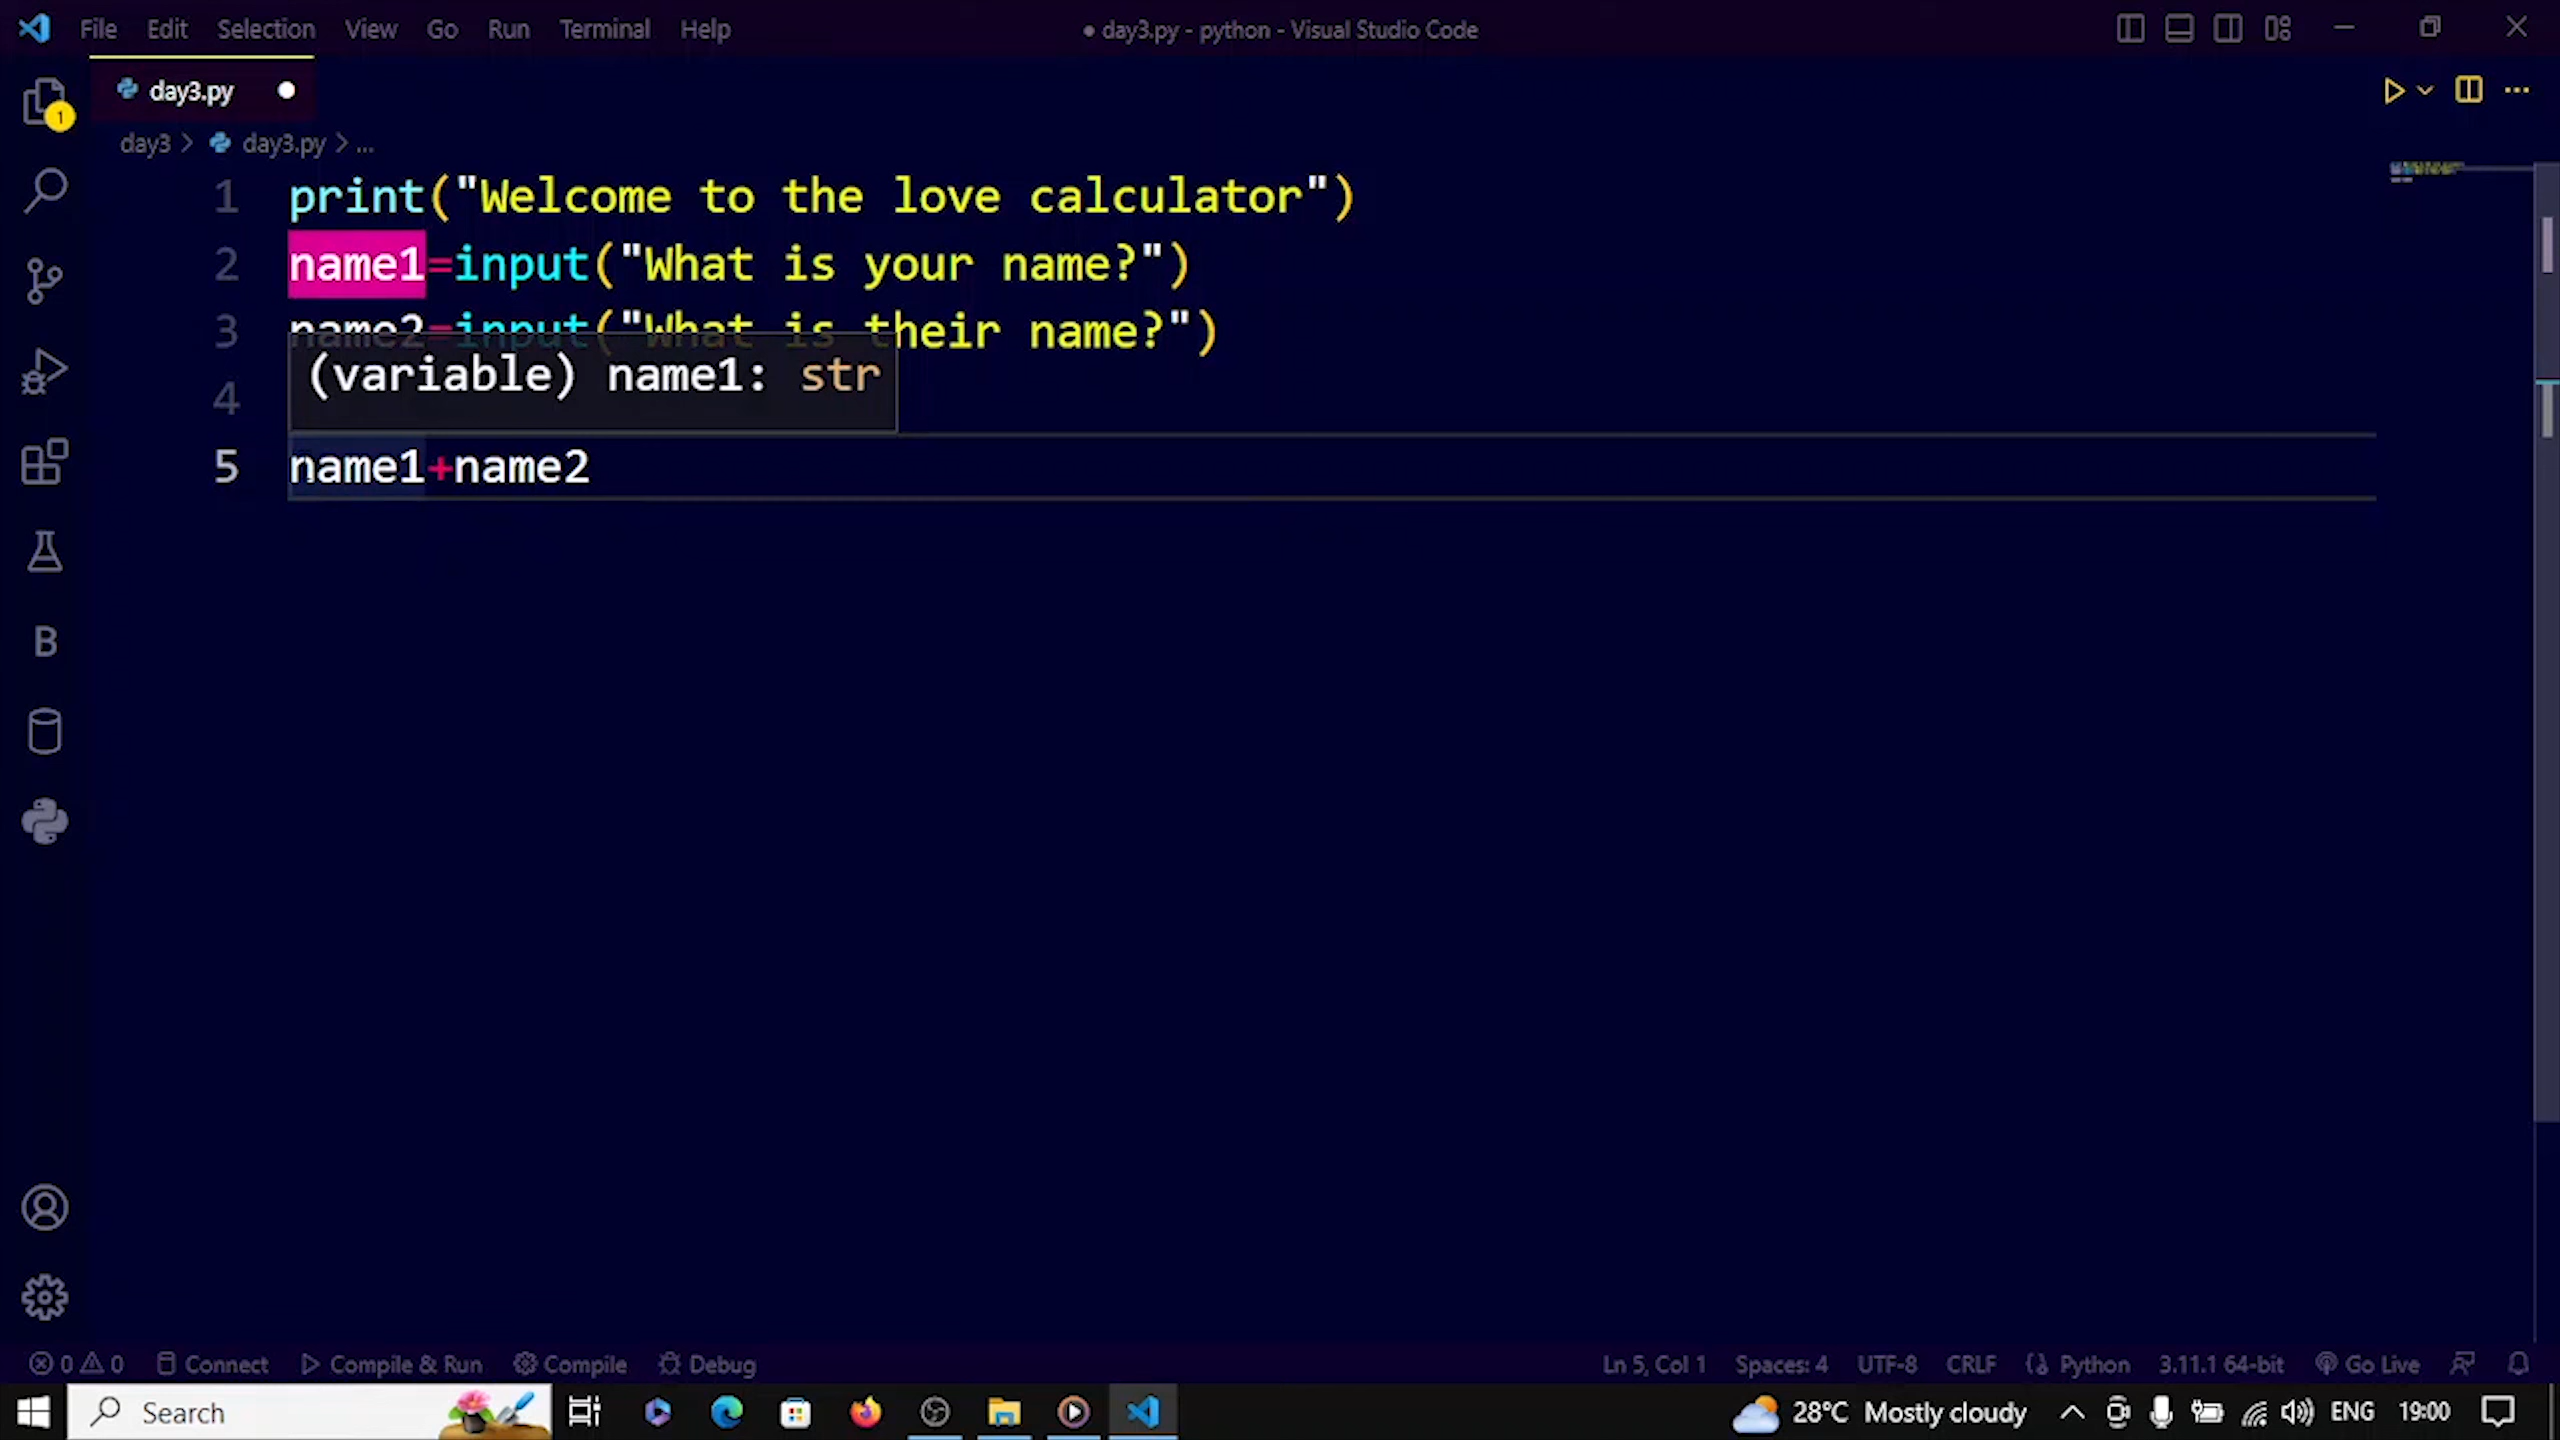 File Edit Selection View Go Run Terminal Help
● day3.py - python - Visual Studio Code
day3.py
1
day3 > day3.py > ...
1 print("Welcome to the love calculator")
2 name1=input("What is your name?")
3 name2=input("What is their name?")
(variable) name1: str
4
5 name1+name2
B
0 0 Connect Compile & Run Compile Debug
Ln 5, Col 1 Spaces: 4 UTF-8 CRLF Python 3.11.1 64-bit Go Live
Search
28°C Mostly cloudy ENG 19:00